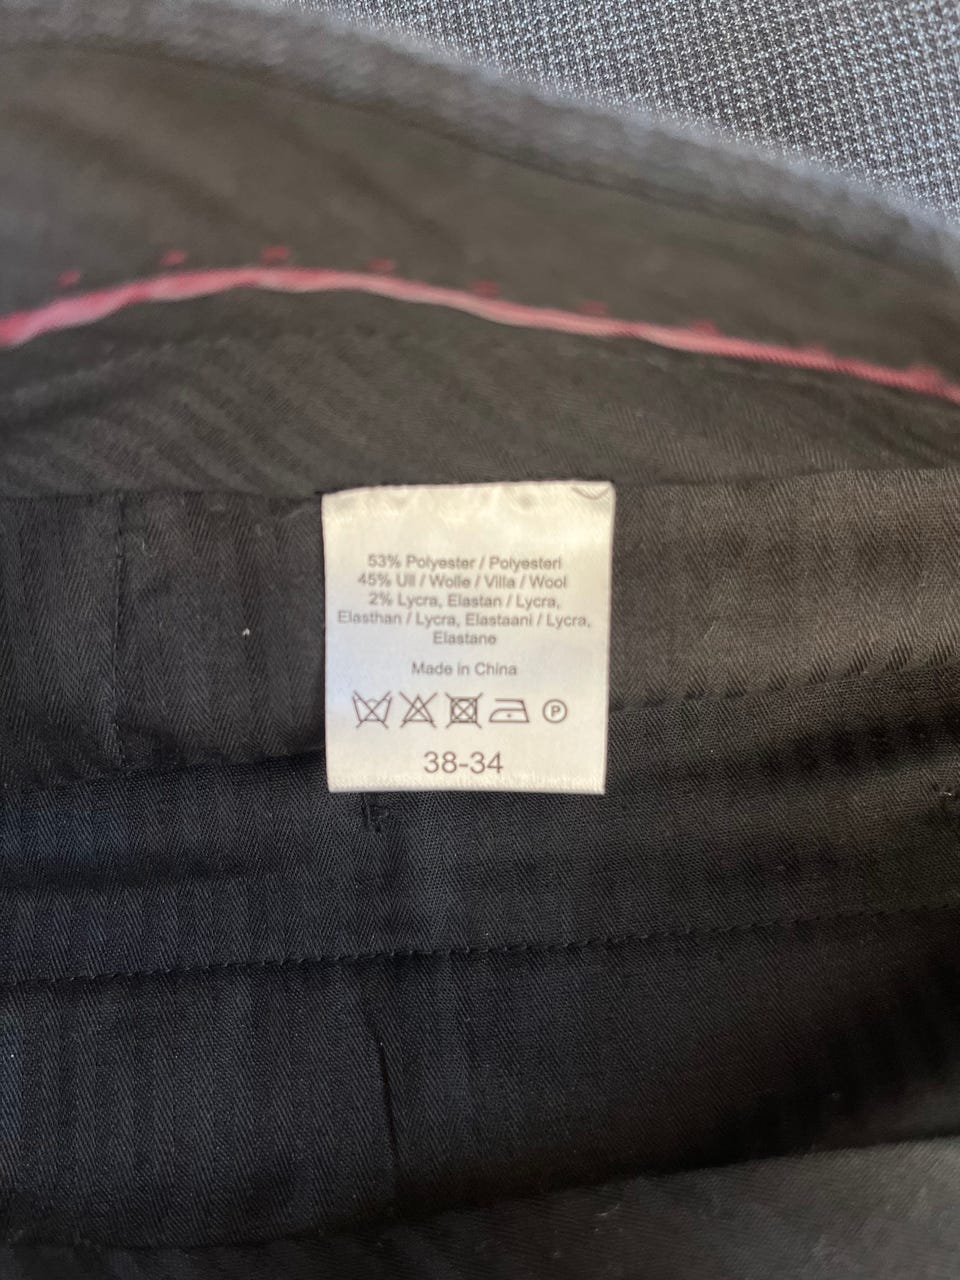 53% Polyester / Polyesteri
45% Ull / Wolle / Villa / Wool
2% Lycra, Elastan / Lycra,
Elasthan / Lycra, Elastaani / Lycra,
Elastane
Made in China
P
38-34